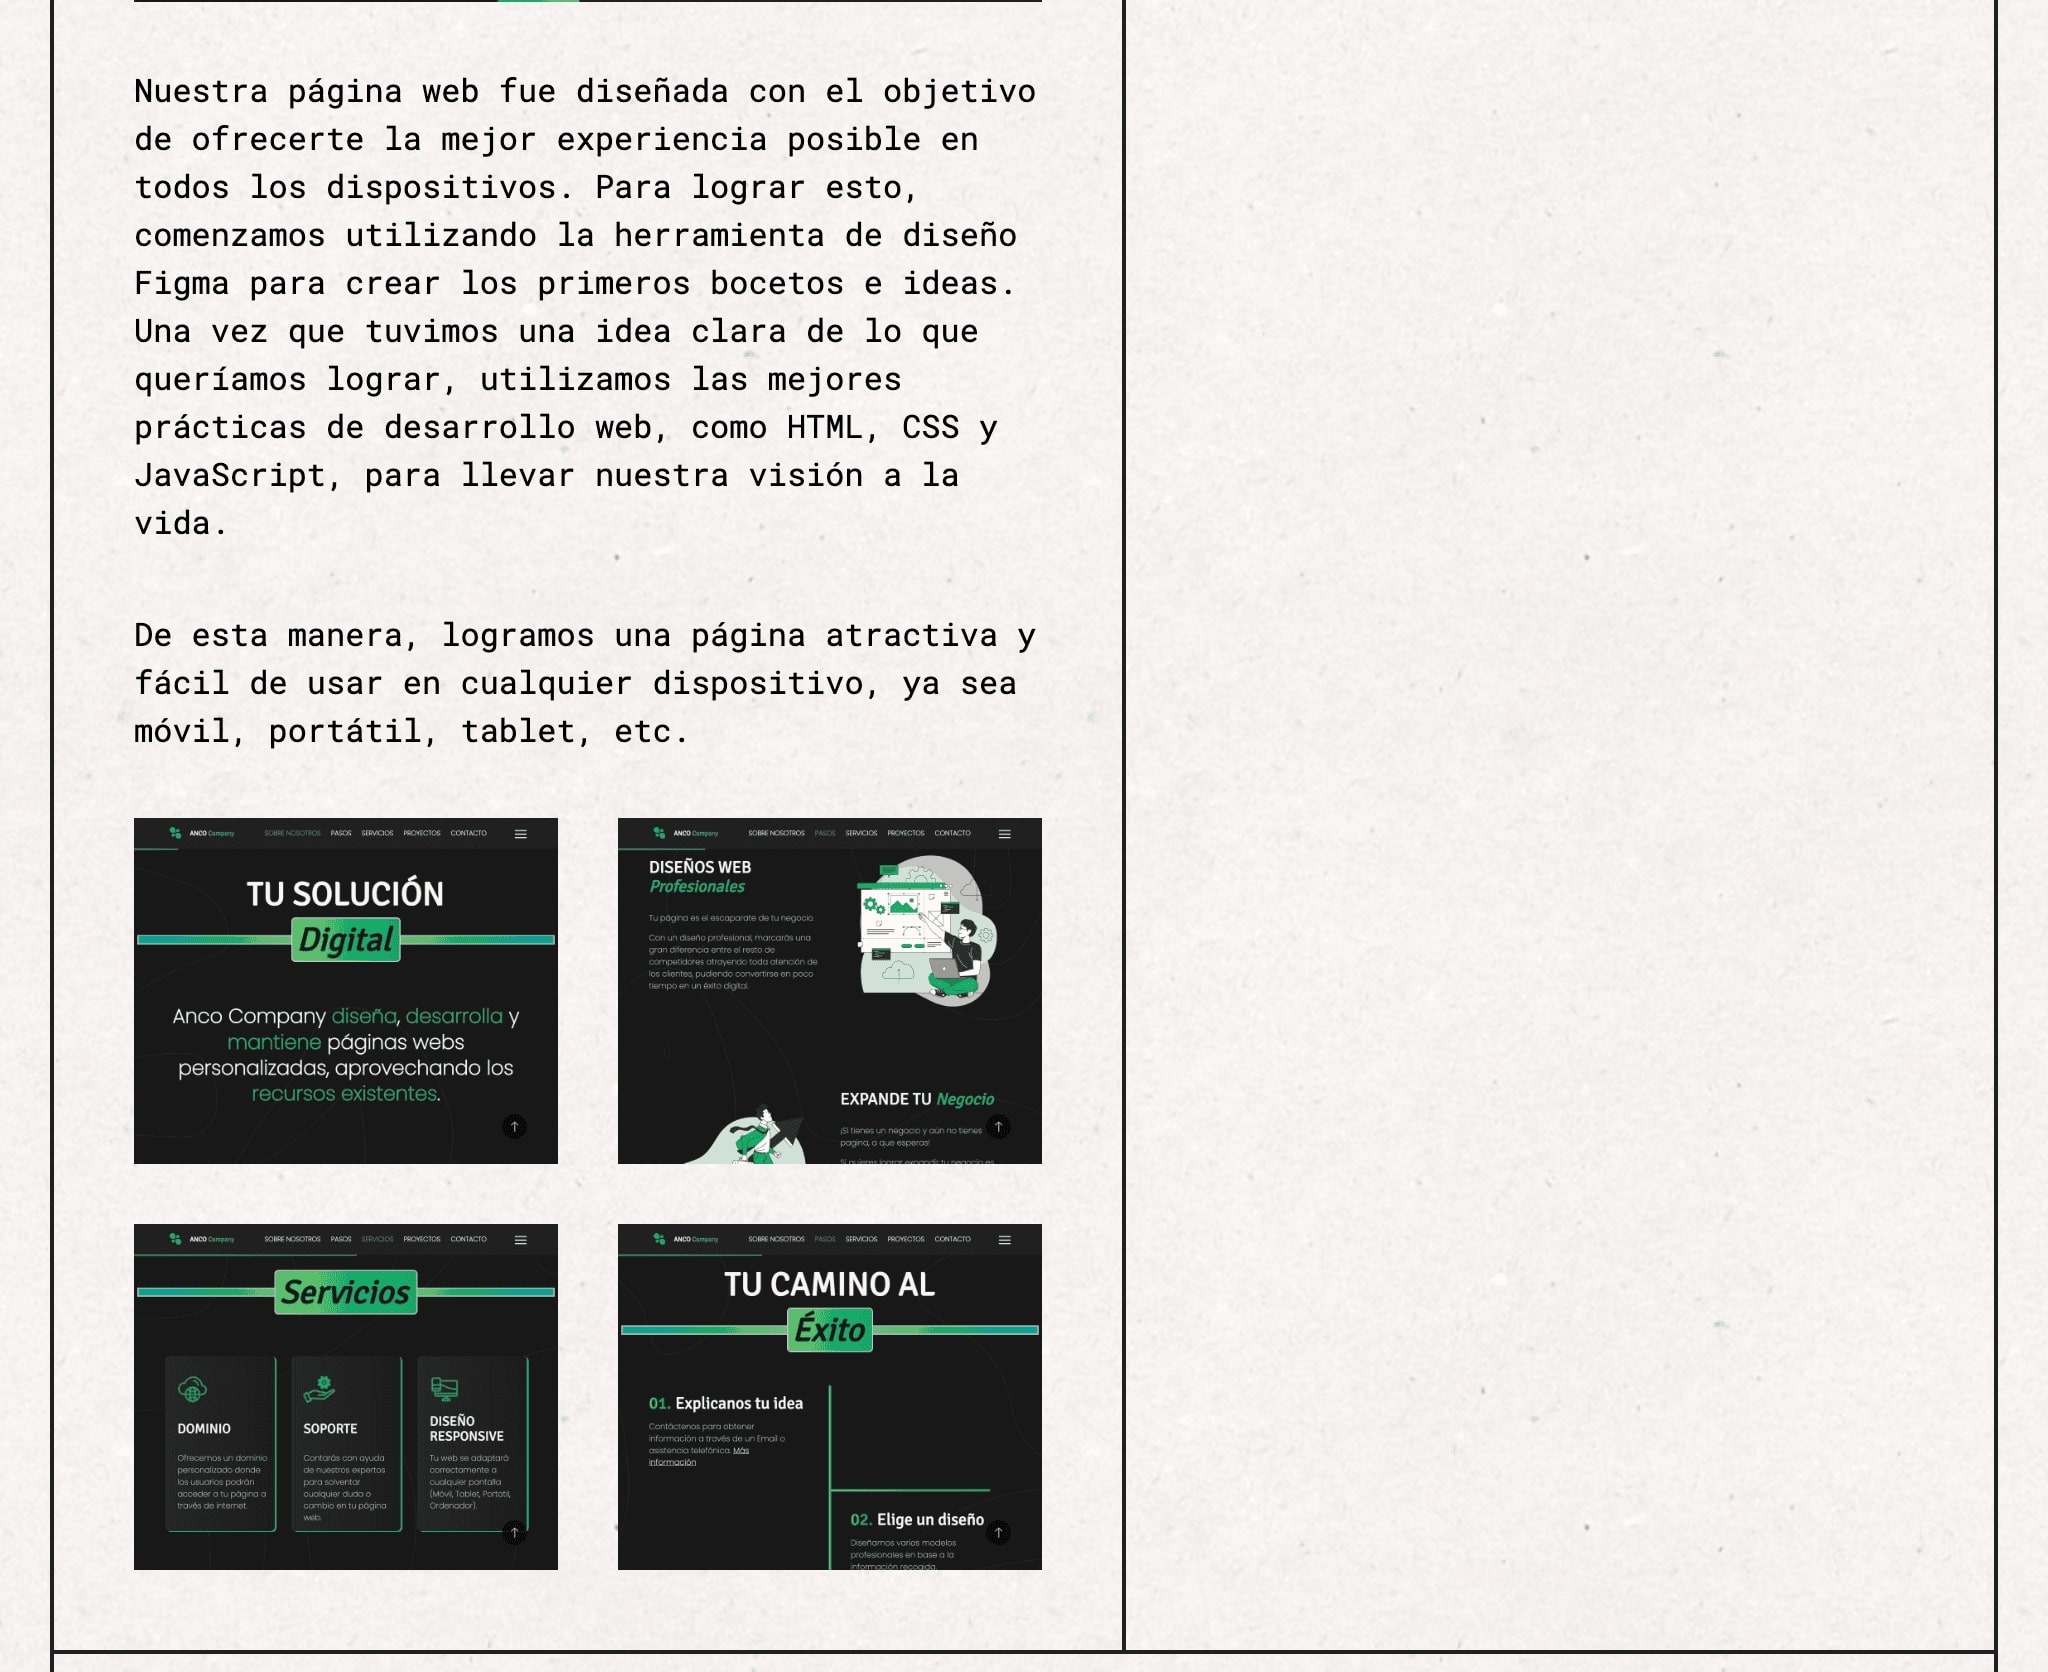 Nuestra página web fue diseñada con el objetivo
de ofrecerte la mejor experiencia posible en
todos los dispositivos. Para lograr esto,
comenzamos utilizando la herramienta de diseño
Figma para crear los primeros bocetos e ideas.
Una vez que tuvimos una idea clara de lo que
queríamos lograr, utilizamos las mejores
prácticas de desarrollo web, como HTML, CSS y
JavaScript, para llevar nuestra visión a la
vida.
De esta manera, logramos una página atractiva y
fácil de usar en cualquier dispositivo, ya sea
móvil, portátil, tablet, etc.
ANCO Company SOBRE NOSOTROS PASOS SERVICIOS PROYECTOS CONTACTO
TU SOLUCIÓN
Digital
Anco Company diseña, desarrolla y
mantiene páginas webs
personalizadas, aprovechando los
recursos existentes.
ANCO Company SOBRE NOSOTROS PASOS SERVICIOS PROYECTOS CONTACTO
DISEÑOS WEB
Profesionales
Tu página es el escaparate de tu negocio.
Con un diseño profesional, marcarás una
gran diferencia entre el resto de
competidores atrayendo toda atención de
los clientes, pudiendo convertirse en poco
tiempo en un éxito digital.
EXPANDE TU Negocio
¡Si tienes un negocio y aún no tienes
pagina, a que esperas!
Si quieres lograr expandir tu negocio es
ANCO Company SOBRE NOSOTROS PASOS SERVICIOS PROYECTOS CONTACTO
Servicios
DOMINIO
Ofrecemos un dominio
personalizado donde
los usuarios podrán
acceder a tu página a
través de internet.
SOPORTE
Contarás con ayuda
de nuestros expertos
para solventar
cualquier duda o
cambio en tu página
web.
DISEÑO
RESPONSIVE
Tu web se adaptará
correctamente a
cualquier pantalla
(Móvil, Tablet, Portatil,
Ordenador).
ANCO Company SOBRE NOSOTROS PASOS SERVICIOS PROYECTOS CONTACTO
TU CAMINO AL
Éxito
01. Explicanos tu idea
Contáctenos para obtener
información a través de un Email o
asistencia telefónica. Más
información
02. Elige un diseño
Diseñamos varios modelos
profesionales en base a la
información recogida.